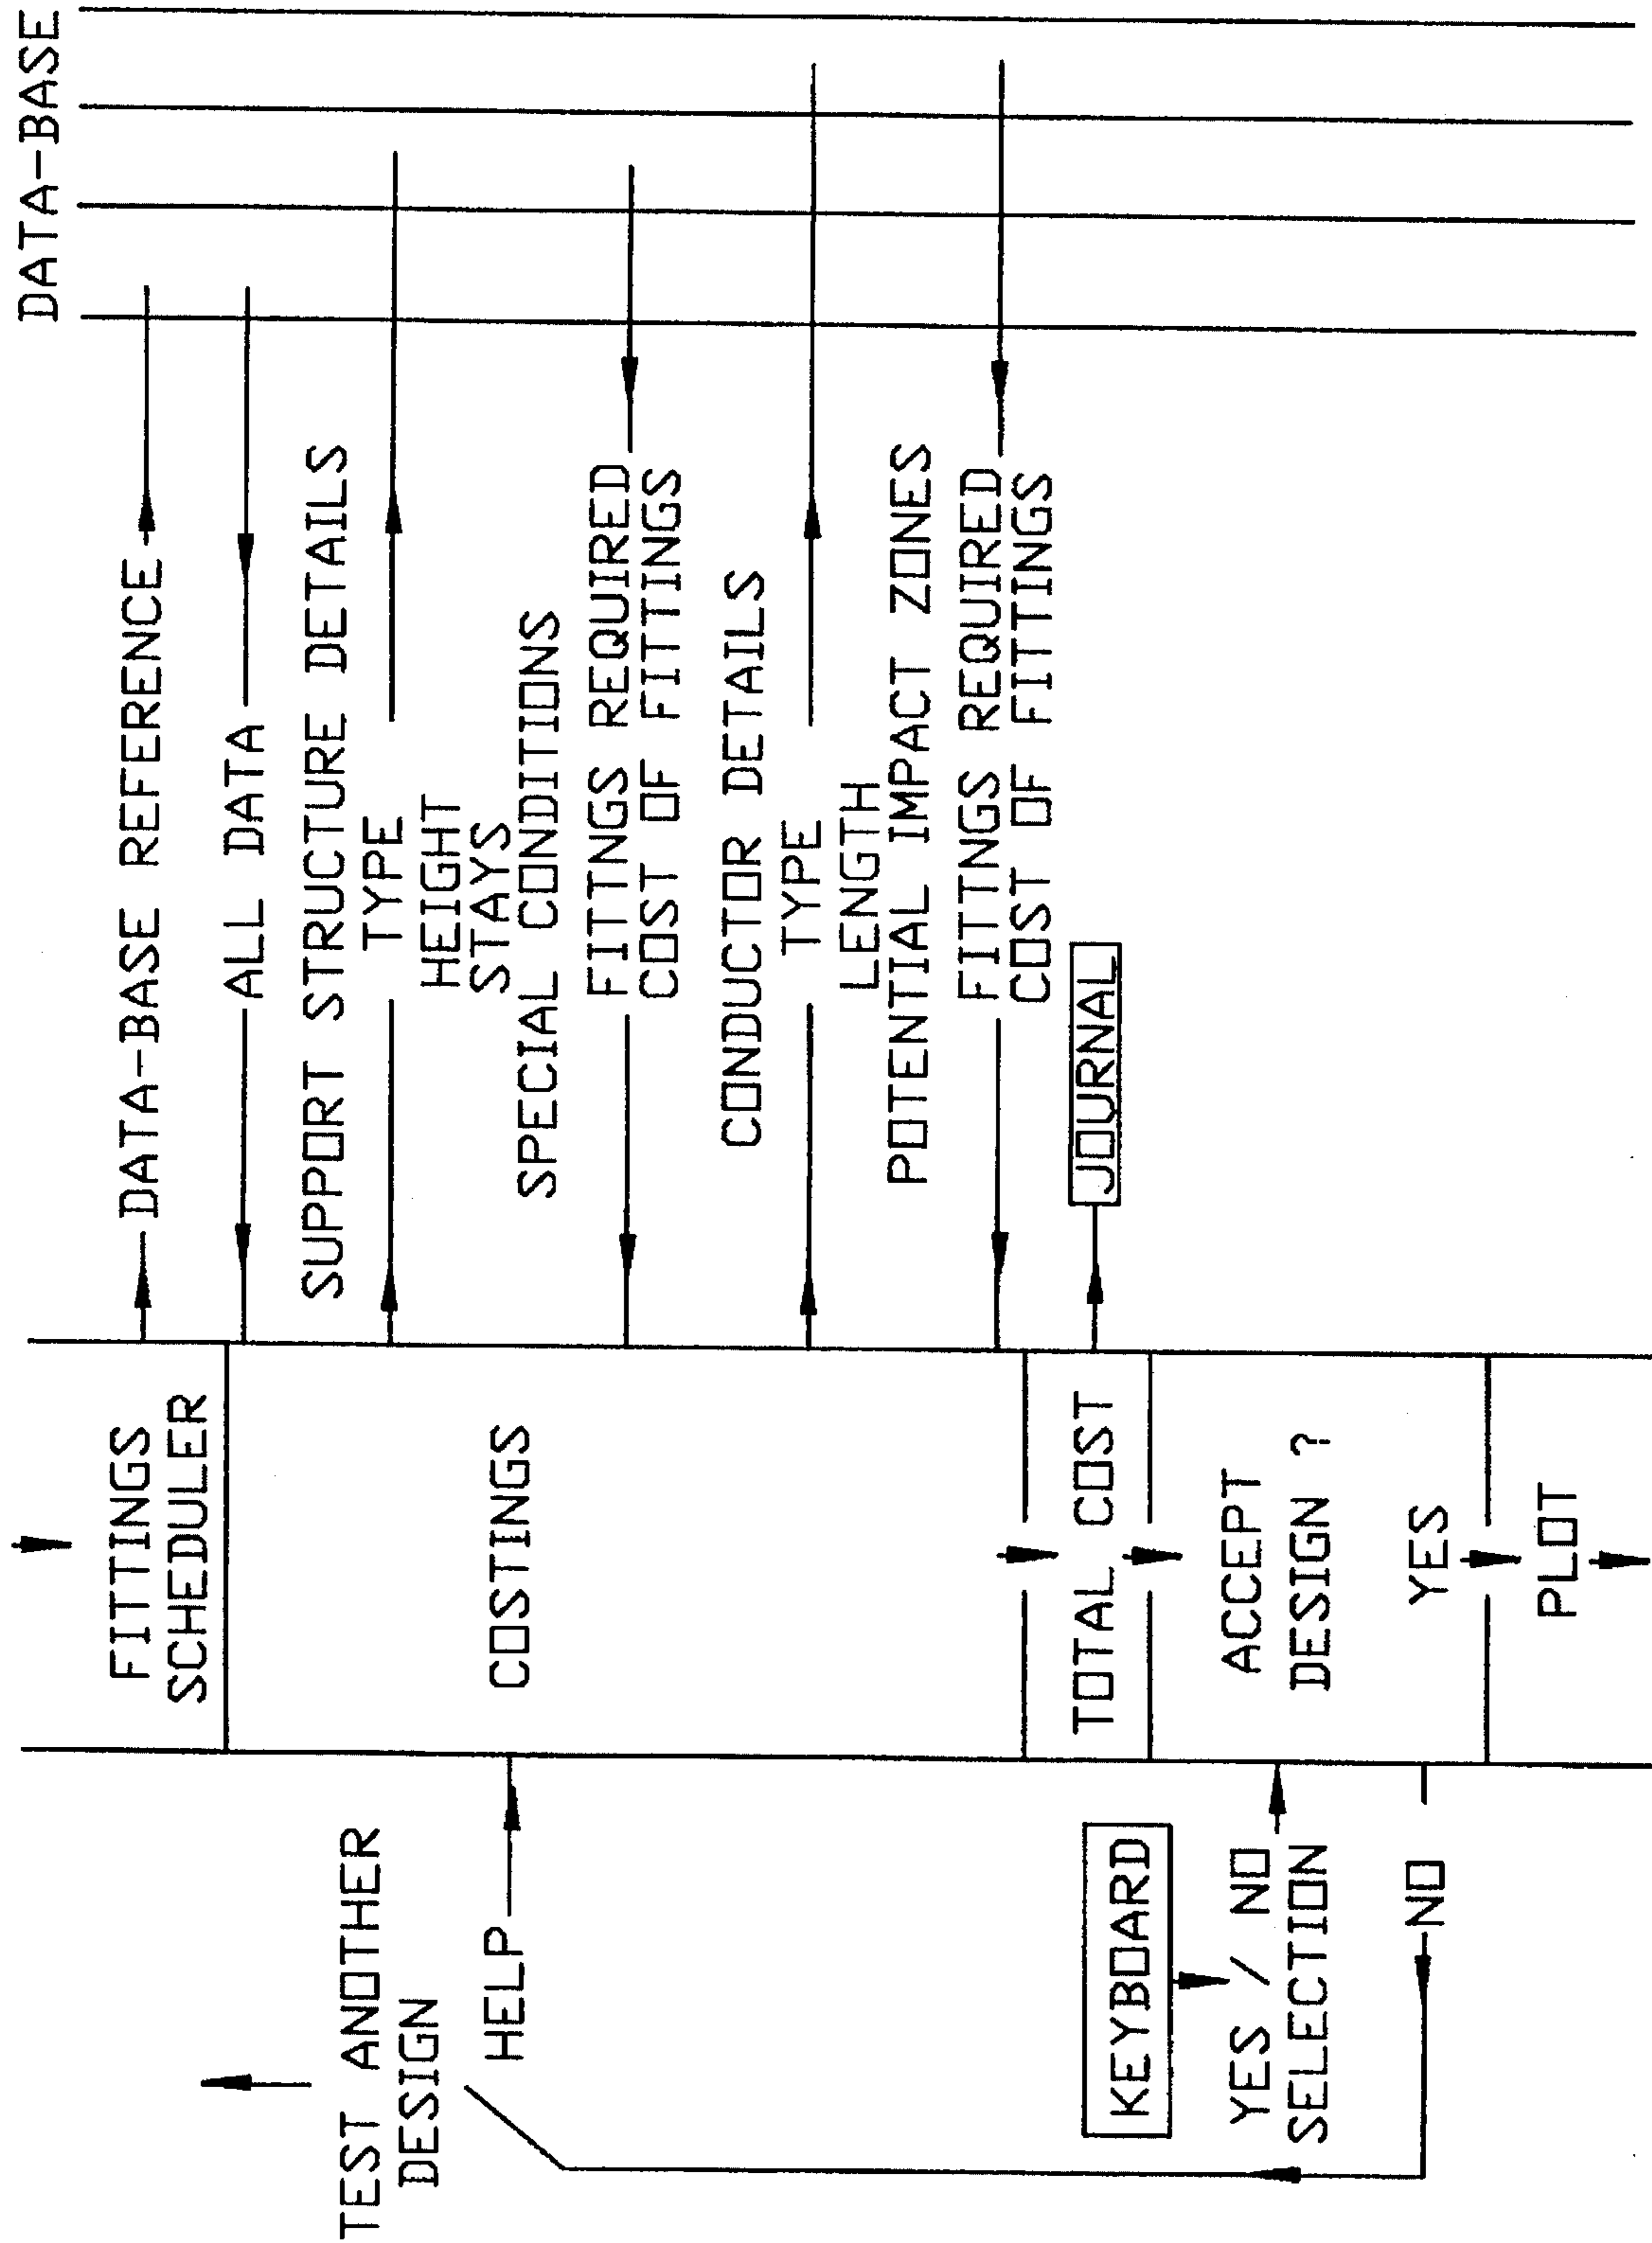 DATA-BASE
FITTINGS
SCHEDULER
DATA-BASE REFERENCE
ALL DATA
TEST ANOTHER
DESIGN
HELP
COSTINGS
SUPPORT STRUCTURE DETAILS
TYPE
HEIGHT
STAYS
SPECIAL CONDITIONS
FITTNGS REQUIRED
COST OF FITTINGS
CONDUCTOR DETAILS
TYPE
LENGTH
POTENTIAL IMPACT ZONES
FITTNGS REQUIRED
COST OF FITTINGS
TOTAL COST
JOURNAL
KEYBOARD
YES / NO
SELECTION
ACCEPT
DESIGN ?
NO
YES
PLOT